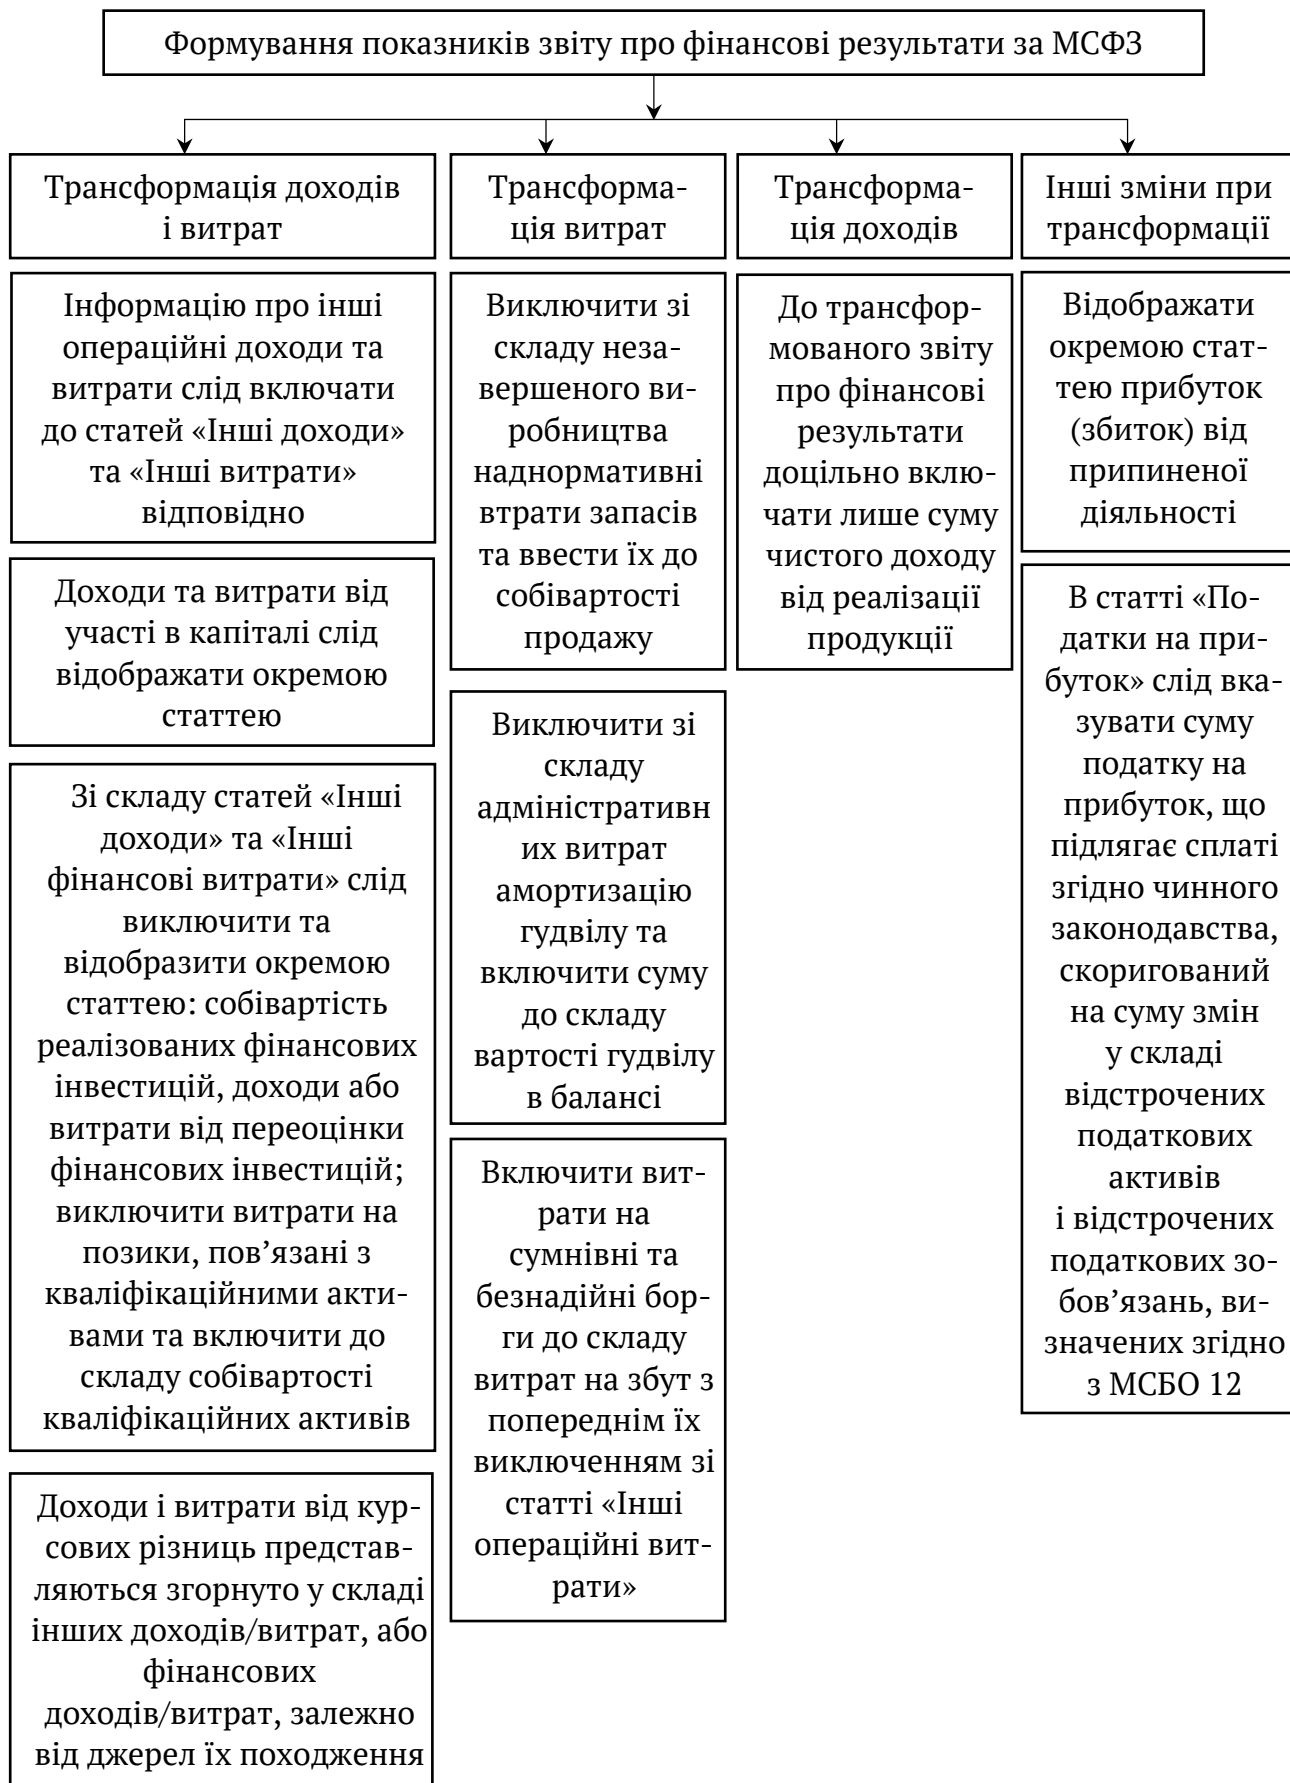 Формування показників звіту про фінансові результати за МСФЗ
Трансформація доходів
і витрат
Інформацію про інші
операційні доходи та
витрати слід включати
до статей «Інші доходи»
та «Інші витрати»
відповідно
Доходи та витрати від
участі в капіталі слід
відображати окремою
статтею
Зі складу статей «Інші
доходи» та «Інші
фінансові витрати» слід
виключити та
відобразити окремою
статтею: собівартість
реалізованих фінансових
інвестицій, доходи або
витрати від переоцінки
фінансових інвестицій;
виключити витрати на
позики, пов’язані з
кваліфікаційними акти-
вами та включити до
складу собівартості
кваліфікаційних активів
Доходи і витрати від кур-
сових різниць представ-
ляються згорнуто у складі
інших доходів/витрат, або
фінансових
доходів/витрат, залежно
від джерел їх походження
Трансформа-
ція витрат
Виключити зі
складу неза-
вершеного ви-
робництва
наднормативні
втрати запасів
та ввести їх до
собівартості
продажу
Виключити зі
складу
адміністративн
их витрат
амортизацію
гудвілу та
включити суму
до складу
вартості гудвілу
в балансі
Включити вит-
рати на
сумнівні та
безнадійні бор-
ги до складу
витрат на збут з
попереднім їх
виключенням зі
статті «Інші
операційні вит-
рати»
Трансформа-
ція доходів
До трансфор-
мованого звіту
про фінансові
результати
доцільно вклю-
чати лише суму
чистого доходу
від реалізації
продукції
Інші зміни при
трансформації
Відображати
окремою стат-
тею прибуток
(збиток) від
припиненої
діяльності
В статті «По-
датки на при-
буток» слід вка-
зувати суму
податку на
прибуток, що
підлягає сплаті
згідно чинного
законодавства,
скоригований
на суму змін
у складі
відстрочених
податкових
активів
і відстрочених
податкових зо-
бов’язань, ви-
значених згідно
з МСБО 12